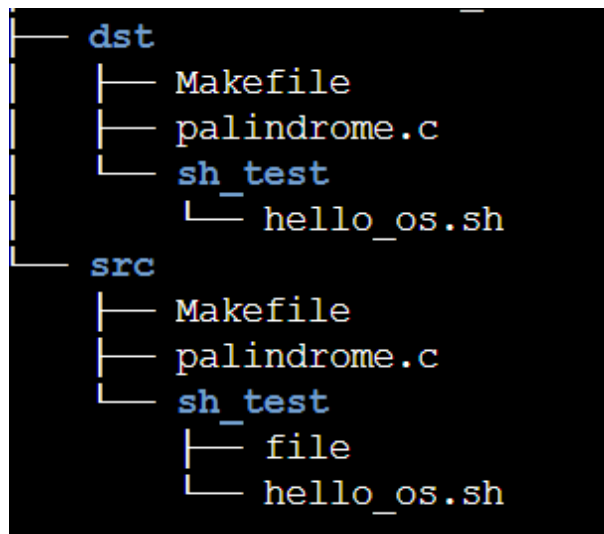 ├── dst
│   ├── Makefile
│   ├── palindrome.c
│   └── sh_test
│       └── hello_os.sh
└── src
    ├── Makefile
    ├── palindrome.c
    └── sh_test
        ├── file
        └── hello_os.sh